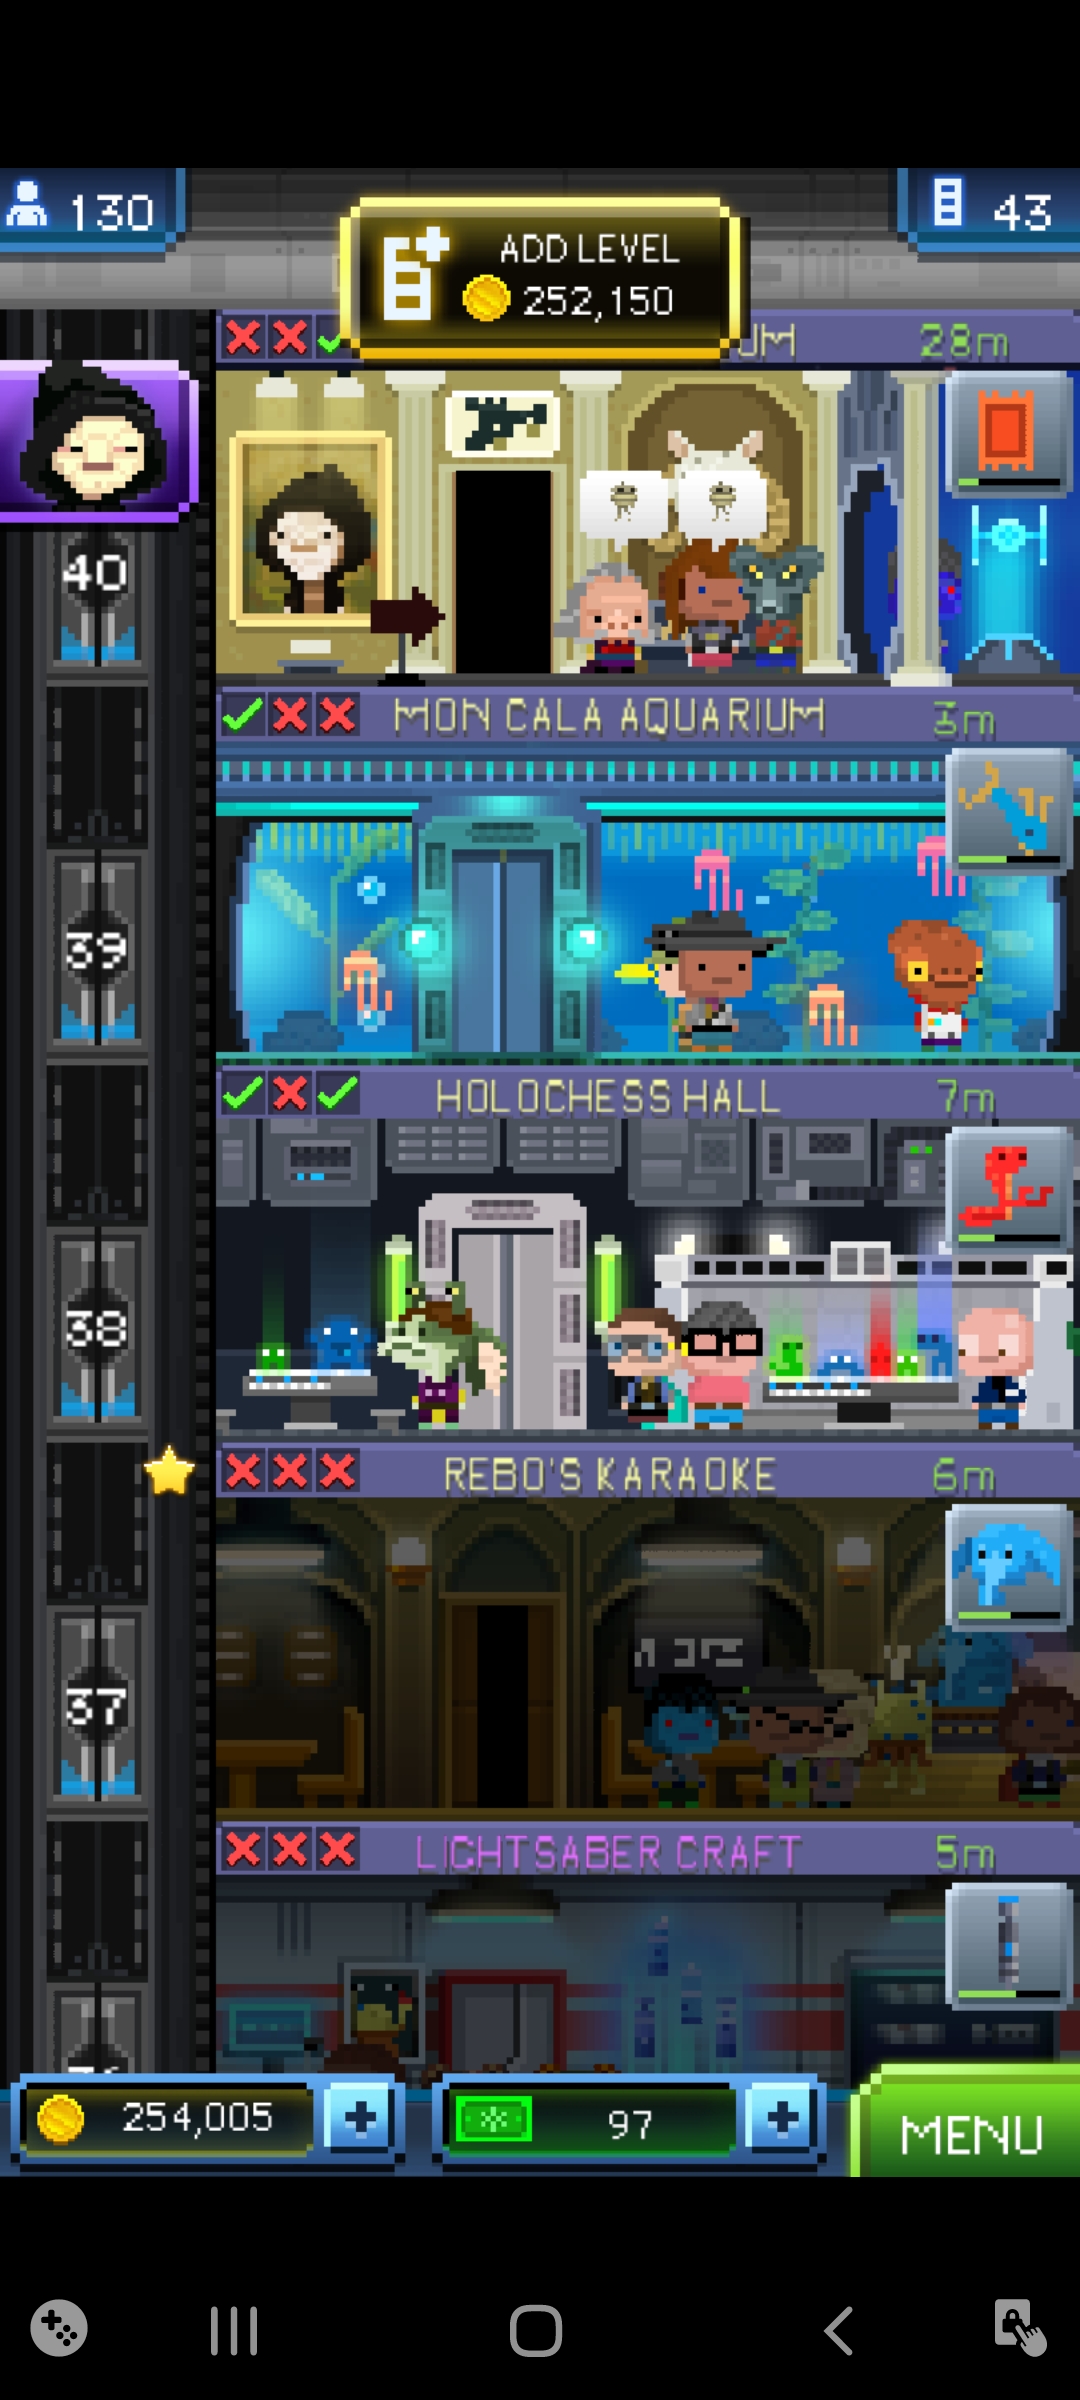 130
43
ADD LEVEL
252,150
UM
28m
40
MON CALA AQUARIUM
3m
39
HOLOCHESS HALL
7m
38
REBO'S KARAOKE
6m
37
LIGHTSABER CRAFT
5m
254,005
97
MENU